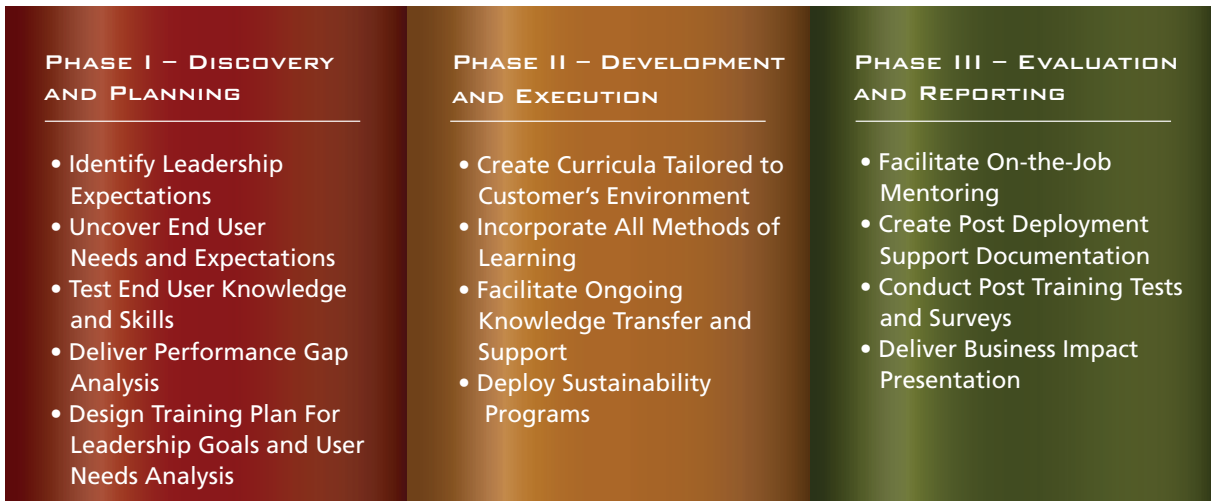 Phase I – Discovery
and Planning
• Identify Leadership
Expectations
• Uncover End User
Needs and Expectations
• Test End User Knowledge
and Skills
• Deliver Performance Gap
Analysis
• Design Training Plan For
Leadership Goals and User
Needs Analysis
Phase II – Development
and Execution
• Create Curricula Tailored to
Customer’s Environment
• Incorporate All Methods of
Learning
• Facilitate Ongoing
Knowledge Transfer and
Support
• Deploy Sustainability
Programs
Phase III – Evaluation
and Reporting
• Facilitate On-the-Job
Mentoring
• Create Post Deployment
Support Documentation
• Conduct Post Training Tests
and Surveys
• Deliver Business Impact
Presentation